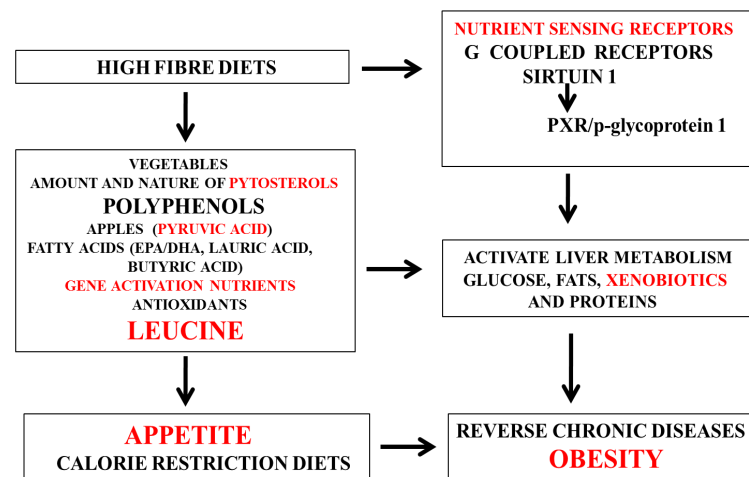 HIGH FIBRE DIETS
NUTRIENT SENSING RECEPTORS
G COUPLED RECEPTORS
SIRTUIN 1
PXR/p-glycoprotein 1
VEGETABLES
AMOUNT AND NATURE OF PYTOSTEROLS
POLYPHENOLS
APPLES (PYRUVIC ACID)
FATTY ACIDS (EPA/DHA, LAURIC ACID,
BUTYRIC ACID)
GENE ACTIVATION NUTRIENTS
ANTIOXIDANTS
LEUCINE
ACTIVATE LIVER METABOLISM
GLUCOSE, FATS, XENOBIOTICS
AND PROTEINS
APPETITE
CALORIE RESTRICTION DIETS
REVERSE CHRONIC DISEASES
OBESITY